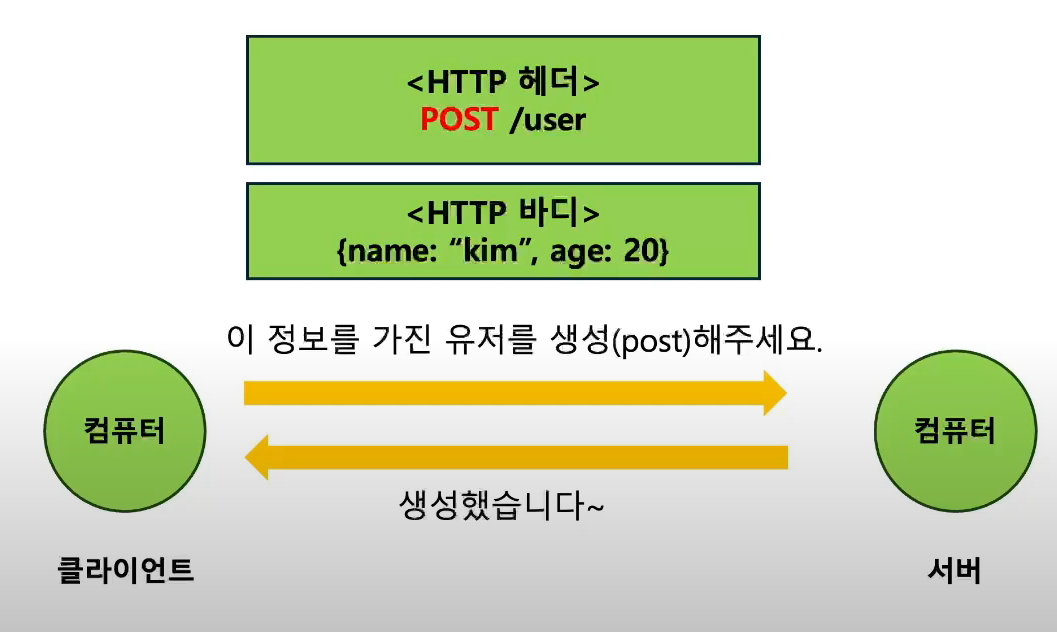 <HTTP 헤더>
POST /user
<HTTP 바디>
{name: “kim”, age: 20}
이 정보를 가진 유저를 생성(post)해주세요.
컴퓨터
컴퓨터
생성했습니다~
클라이언트
서버